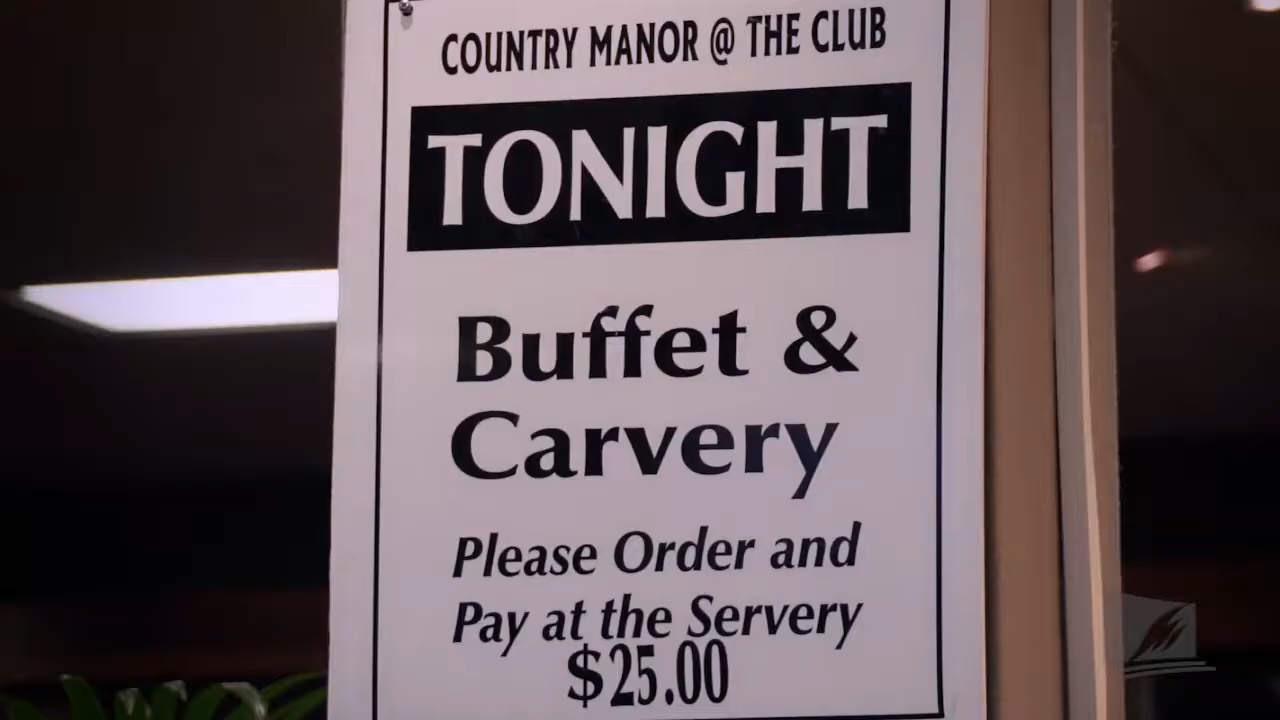 COUNTRY MANOR @ THE CLUB
TONIGHT
Buffet &
Carvery
Please Order and
Pay at the Servery
$25.00